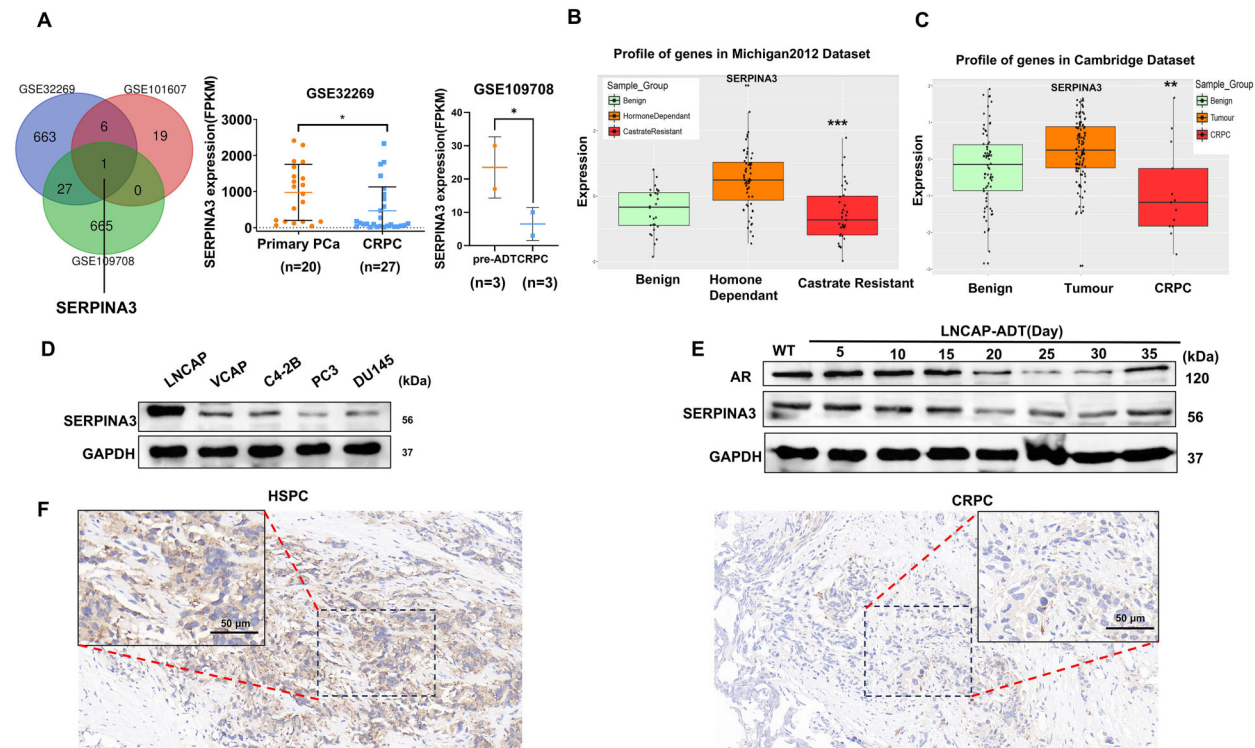 A
GSE32269
GSE101607
663
6
19
1
27
0
665
GSE109708
SERPINA3
GSE32269
*
SERPINA3 expression(FPKM)
3000
2000
1000
0
Primary PCa
CRPC
(n=20)
(n=27)
GSE109708
*
SERPINA3 expression(FPKM)
40
30
20
10
0
pre-ADTCRPC
(n=3)
(n=3)
B
Profile of genes in Michigan2012 Dataset
SERPINA3
Sample_Group
Benign
HormoneDependant
CastrateResistant
***
Expression
Benign
Homone
Dependant
Castrate Resistant
C
Profile of genes in Cambridge Dataset
SERPINA3
**
Sample_Group
Benign
Tumour
CRPC
Expression
Benign
Tumour
CRPC
D
LNCAP
VCAP
C4-2B
PC3
DU145
(kDa)
SERPINA3
56
GAPDH
37
E
LNCAP-ADT(Day)
WT
5
10
15
20
25
30
35
(kDa)
AR
120
SERPINA3
56
GAPDH
37
F
HSPC
50 μm
CRPC
50 μm